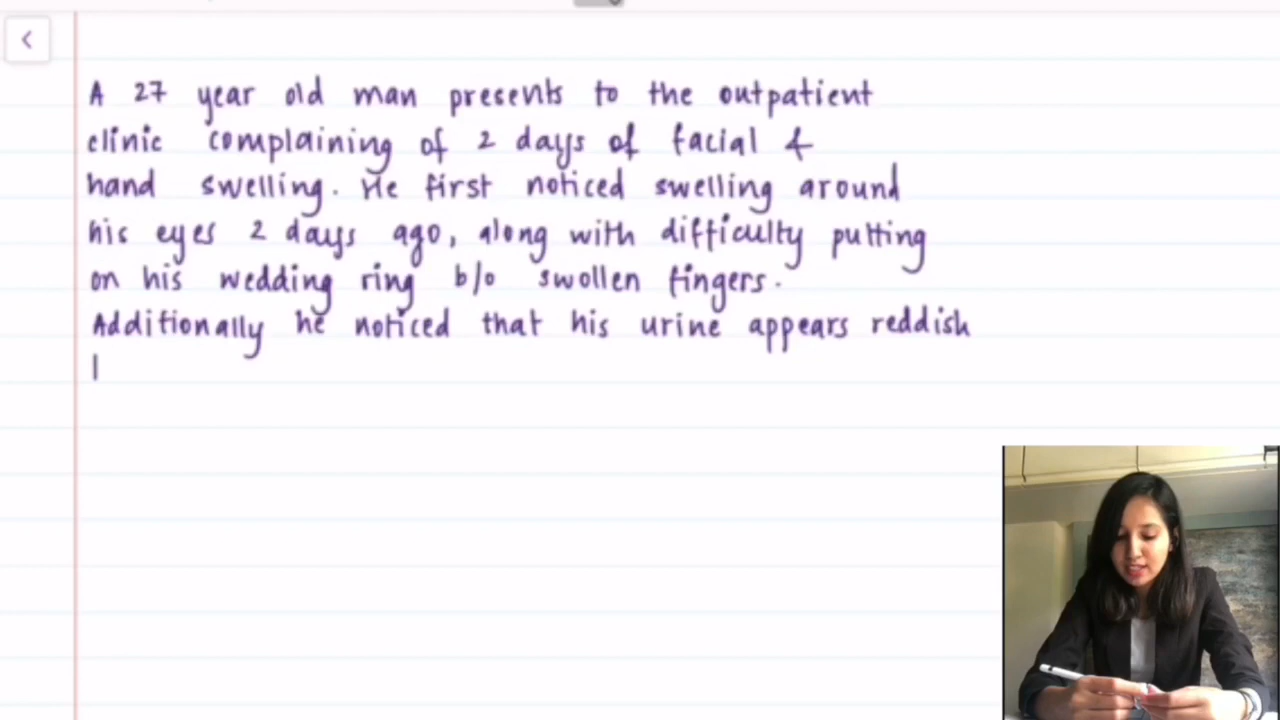 A 27 year old man presents to the outpatient
clinic complaining of 2 days of facial &
hand swelling. He first noticed swelling around
his eyes 2 days ago, along with difficulty putting
on his wedding ring b/o swollen fingers.
Additionally he noticed that his urine appears reddish